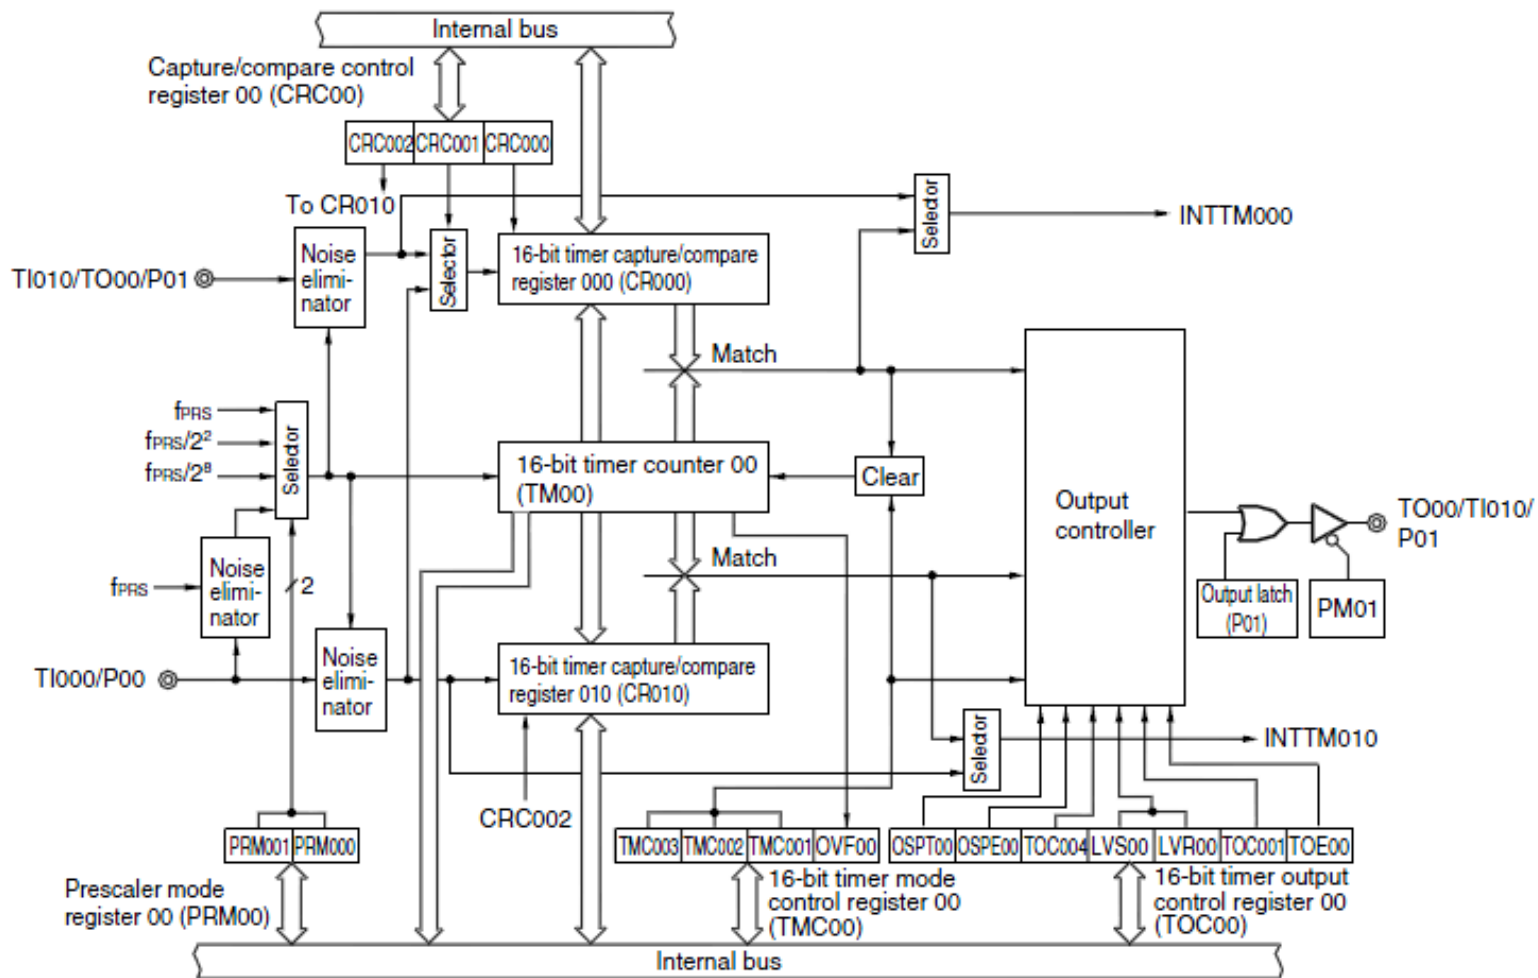 Internal bus
Capture/compare control
register 00 (CRC00)
CRC002 CRC001 CRC000
To CR010
Selector
INTTM000
Noise
elimi-
nator
Selector
16-bit timer capture/compare
register 000 (CR000)
TI010/TO00/P01
Match
fPRS
fPRS/2²
fPRS/2⁸
Selector
16-bit timer counter 00
(TM00)
Clear
Output
controller
TO00/TI010/
P01
Noise
elimi-
nator
fPRS
2
Match
Output latch
(P01)
PM01
TI000/P00
Noise
elimi-
nator
16-bit timer capture/compare
register 010 (CR010)
Selector
INTTM010
CRC002
PRM001 PRM000
TMC003 TMC002 TMC001 OVF00
OSPT00 OSPE00 TOC004 LVS00 LVR00 TOC001 TOE00
Prescaler mode
register 00 (PRM00)
16-bit timer mode
control register 00
(TMC00)
16-bit timer output
control register 00
(TOC00)
Internal bus